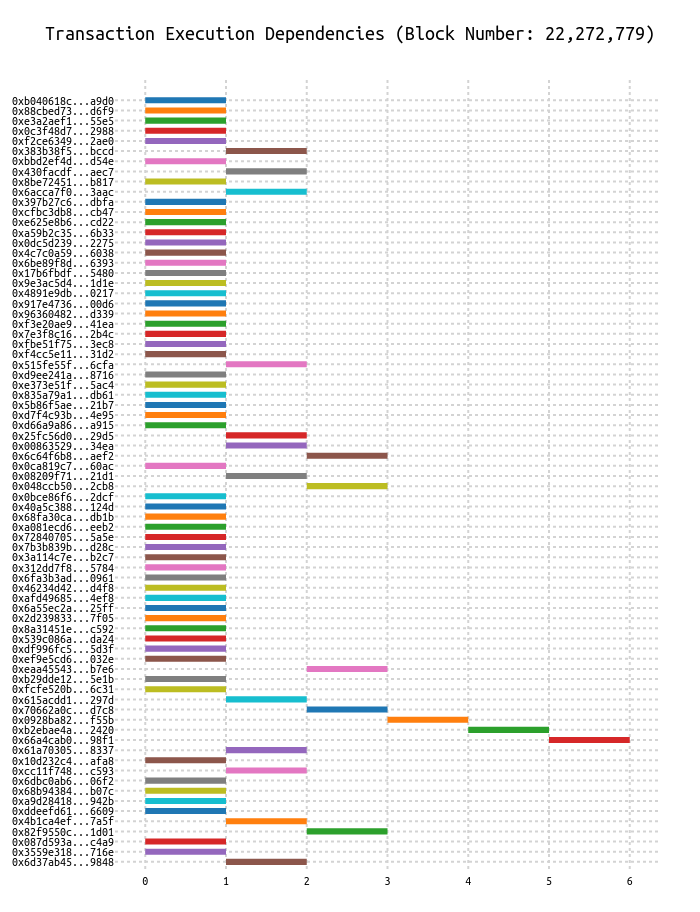 Transaction Execution Dependencies (Block Number: 22,272,779)
0xb040618c...a9d0
0x88cbed73...d6f9
0xe3a2aef1...55e5
0x0c3f48d7...2988
0xf2ce6349...2ae0
0x383b38f5...bccd
0xbbd2ef4d...d54e
0x430facdf...aec7
0x8be72451...b817
0x6acca7f0...3aac
0x397b27c6...dbfa
0xcfbc3db8...cb47
0xe625e8b6...cd22
0xa59b2c35...6b33
0x0dc5d239...2275
0x4c7c0a59...6038
0x6be89f8d...6393
0x17b6fbdf...5480
0x9e3ac5d4...1d1e
0x4891e9db...0217
0x917e4736...00d6
0x96360482...d339
0xf3e20ae9...41ea
0x7e3f8c16...2b4c
0xfbe51f75...3ec8
0xf4cc5e11...31d2
0x515fe55f...6cfa
0xd9ee241a...8716
0xe373e51f...5ac4
0x835a79a1...db61
0x5b86f5ae...21b7
0xd7f4c93b...4e95
0xd66a9a86...a915
0x25fc56d0...29d5
0x00863529...34ea
0x6c64f6b8...aef2
0x0ca819c7...60ac
0x08209f71...21d1
0x048ccb50...2cb8
0x0bce86f6...2dcf
0x40a5c388...124d
0x68fa30ca...db1b
0xa081ecd6...eeb2
0x72840705...5a5e
0x7b3b839b...d28c
0x3a114c7e...b2c7
0x312dd7f8...5784
0x6fa3b3ad...0961
0x46234d42...d4f8
0xafd49685...4ef8
0x6a55ec2a...25ff
0x2d239833...7f05
0x8a31451e...c592
0x539c086a...da24
0xdf996fc5...5d3f
0xef9e5cd6...032e
0xeaa45543...b7e6
0xb29dde12...5e1b
0xfcfe520b...6c31
0x615acdd1...297d
0x70662a0c...d7c8
0x0928ba82...f55b
0xb2ebae4a...2420
0x66a4cab0...98f1
0x61a70305...8337
0x10d232c4...afa8
0xcc11f748...c593
0x6dbc0ab6...06f2
0x68b94384...b07c
0xa9d28418...942b
0xddeefd61...6609
0x4b1ca4ef...7a5f
0x82f9550c...1d01
0x087d593a...c4a9
0x3559e318...716e
0x6d37ab45...9848
0 1 2 3 4 5 6